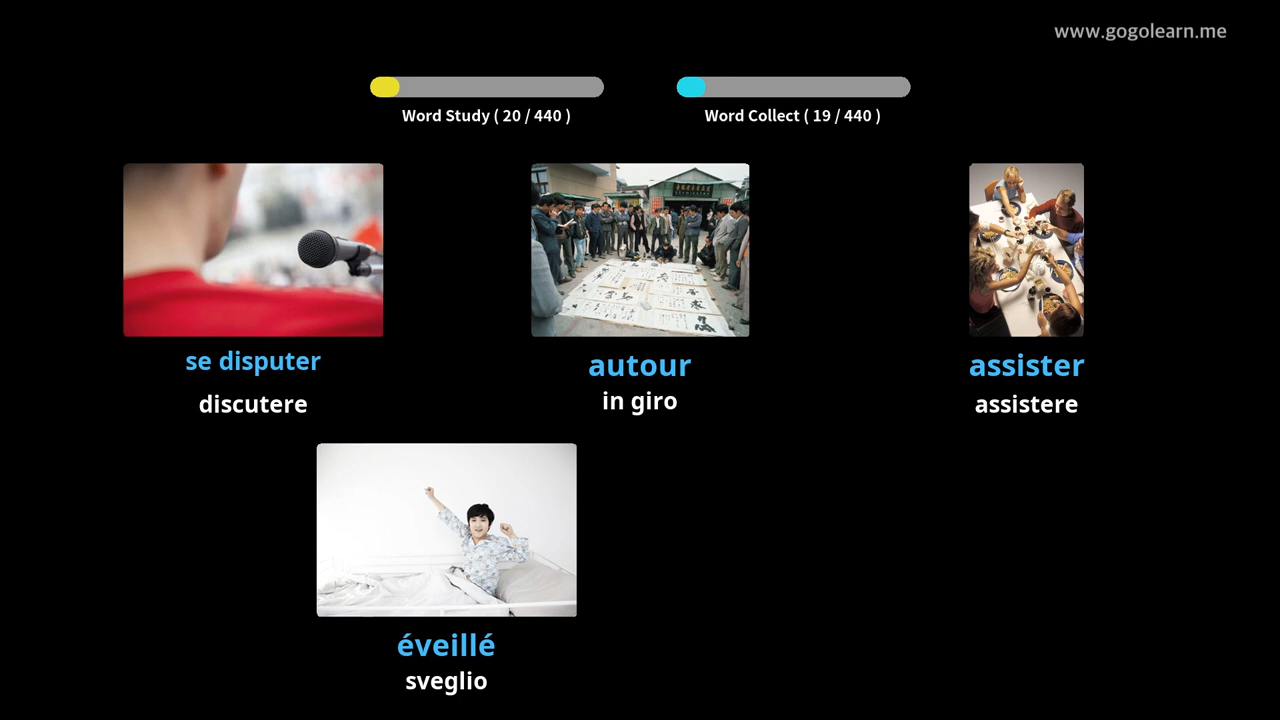 www.gogolearn.me
Word Study ( 20 / 440 )
Word Collect ( 19 / 440 )
se disputer
discutere
autour
in giro
assister
assistere
éveillé
sveglio